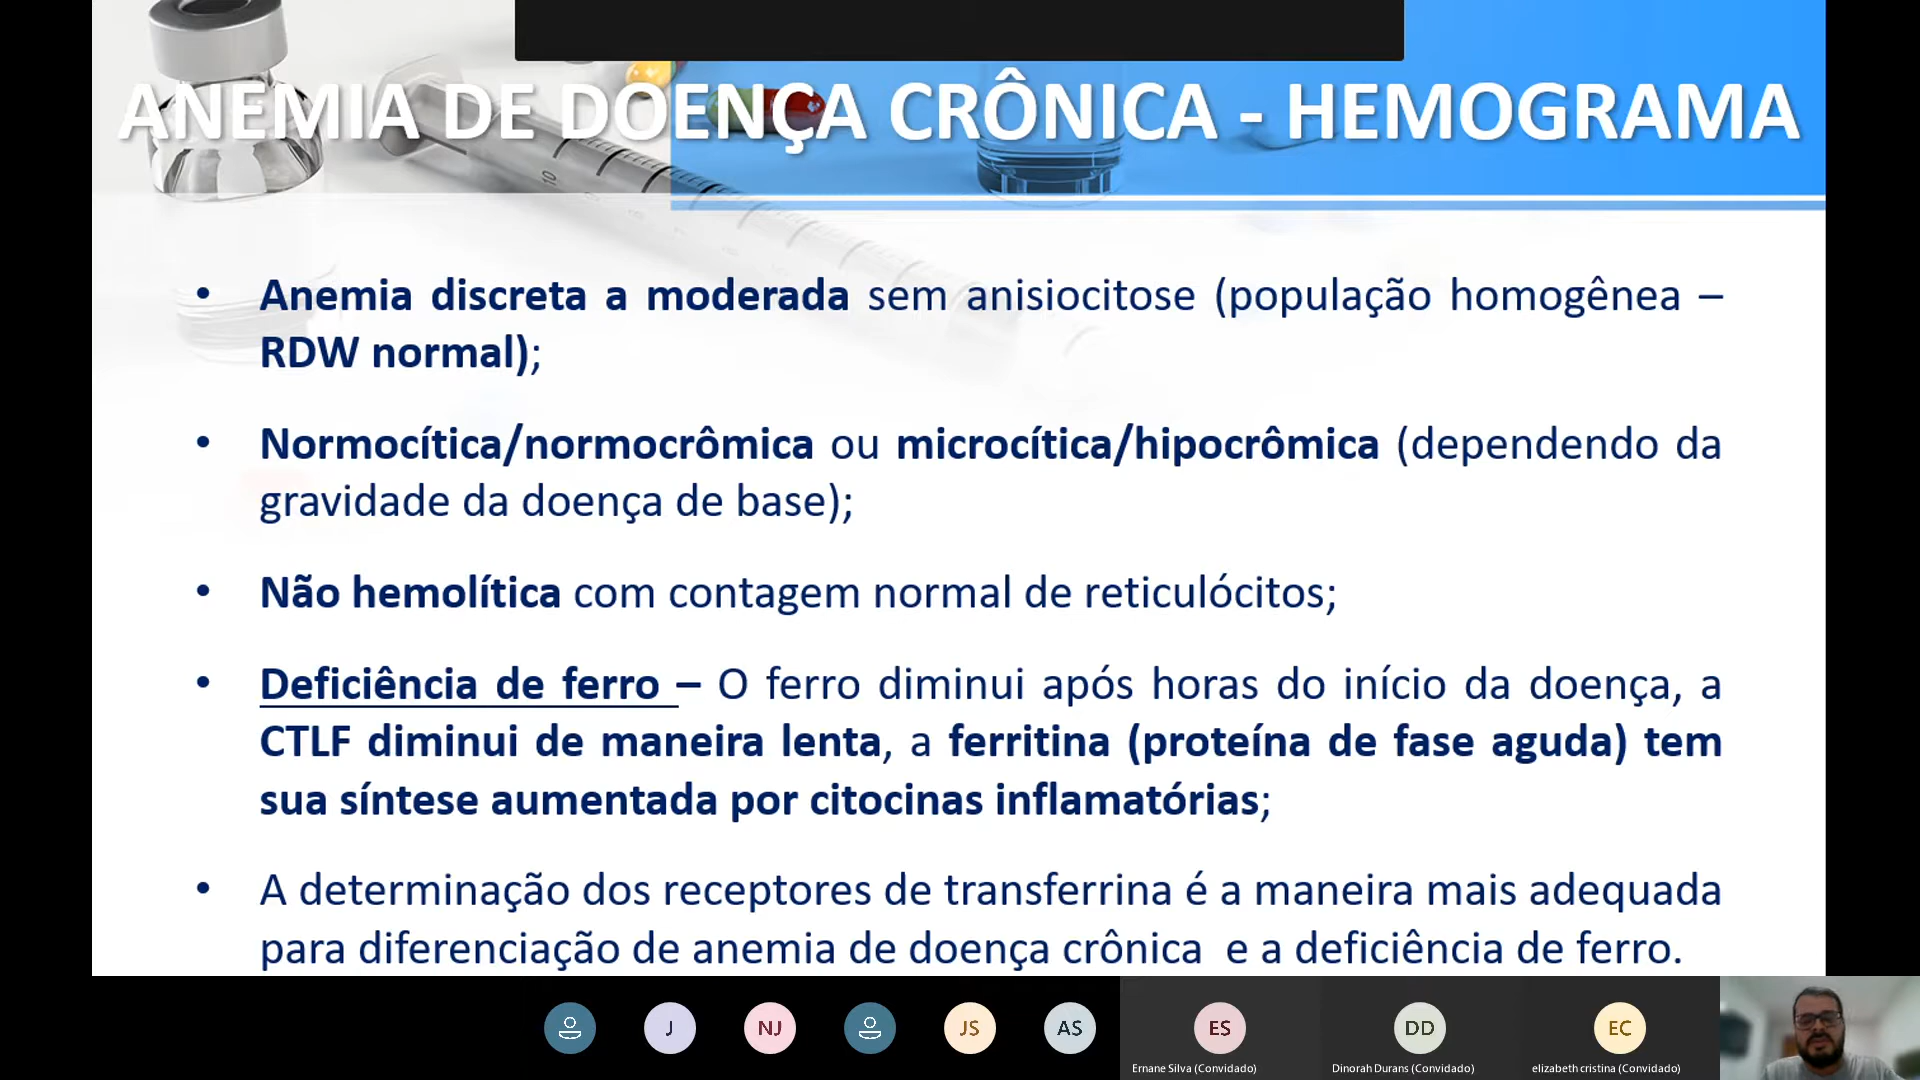 ANEMIA DE DOENÇA CRÔNICA - HEMOGRAMA
• Anemia discreta a moderada sem anisiocitose (população homogênea –
RDW normal);
• Normocítica/normocrômica ou microcítica/hipocrômica (dependendo da
gravidade da doença de base);
• Não hemolítica com contagem normal de reticulócitos;
• Deficiência de ferro – O ferro diminui após horas do início da doença, a
CTLF diminui de maneira lenta, a ferritina (proteína de fase aguda) tem
sua síntese aumentada por citocinas inflamatórias;
• A determinação dos receptores de transferrina é a maneira mais adequada
para diferenciação de anemia de doença crônica e a deficiência de ferro.
J
NJ
JS
AS
ES
DD
EC
Ernane Silva (Convidado)
Dinorah Durans (Convidado)
elizabeth cristina (Convidado)
10